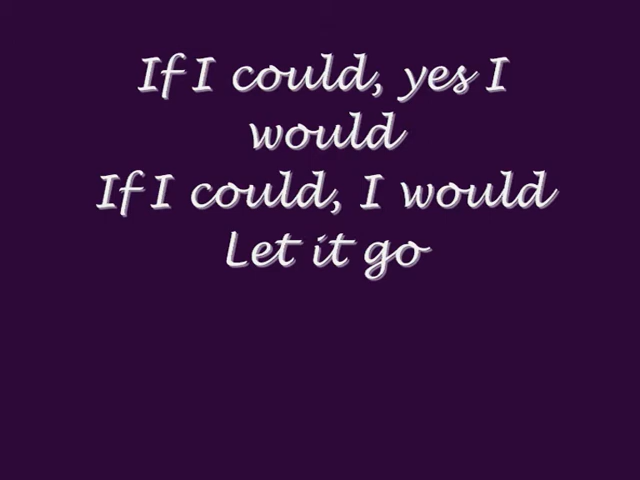 If I could, yes I
would
If I could, I would
Let it go